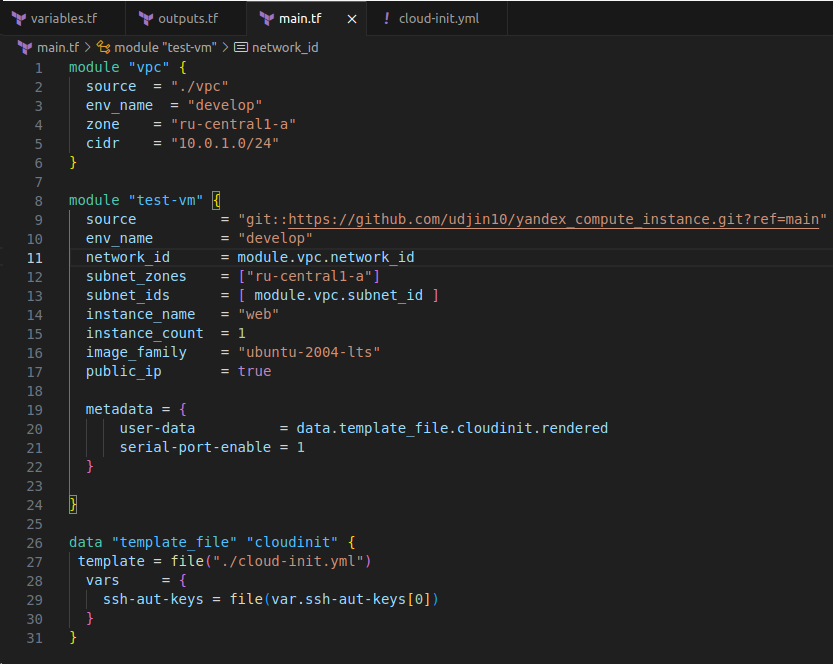 variables.tf outputs.tf main.tf × ! cloud-init.yml
main.tf > module "test-vm" > network_id
1 module "vpc" {
2 source = "./vpc"
3 env_name = "develop"
4 zone = "ru-central1-a"
5 cidr = "10.0.1.0/24"
6 }
7
8 module "test-vm" {
9 source = "git::https://github.com/udjin10/yandex_compute_instance.git?ref=main"
10 env_name = "develop"
11 network_id = module.vpc.network_id
12 subnet_zones = ["ru-central1-a"]
13 subnet_ids = [ module.vpc.subnet_id ]
14 instance_name = "web"
15 instance_count = 1
16 image_family = "ubuntu-2004-lts"
17 public_ip = true
18
19 metadata = {
20 user-data = data.template_file.cloudinit.rendered
21 serial-port-enable = 1
22 }
23
24 }
25
26 data "template_file" "cloudinit" {
27 template = file("./cloud-init.yml")
28 vars = {
29 ssh-aut-keys = file(var.ssh-aut-keys[0])
30 }
31 }